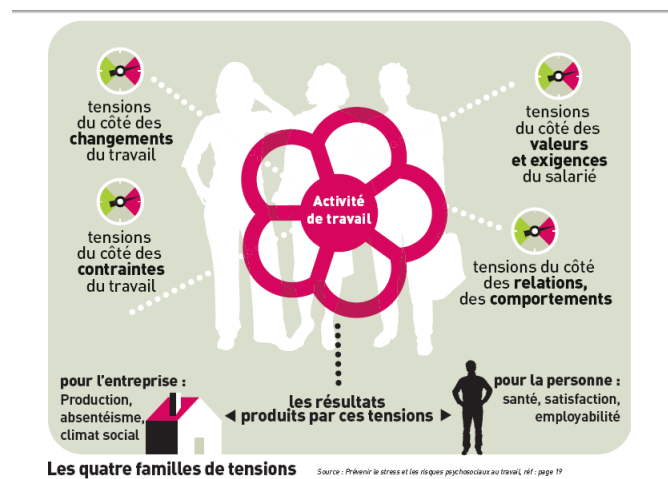 tensions
du côté des
changements
du travail
tensions
du côté des
valeurs
et exigences
du salarié
Activité
de travail
tensions
du côté des
contraintes
du travail
tensions du côté
des relations,
des comportements
pour l'entreprise :
Production,
absentéisme,
climat social
les résultats
produits par ces tensions
pour la personne :
santé, satisfaction,
employabilité
Les quatre familles de tensions
Source : Prévenir le stress et les risques psychosociaux au travail, réf : page 19